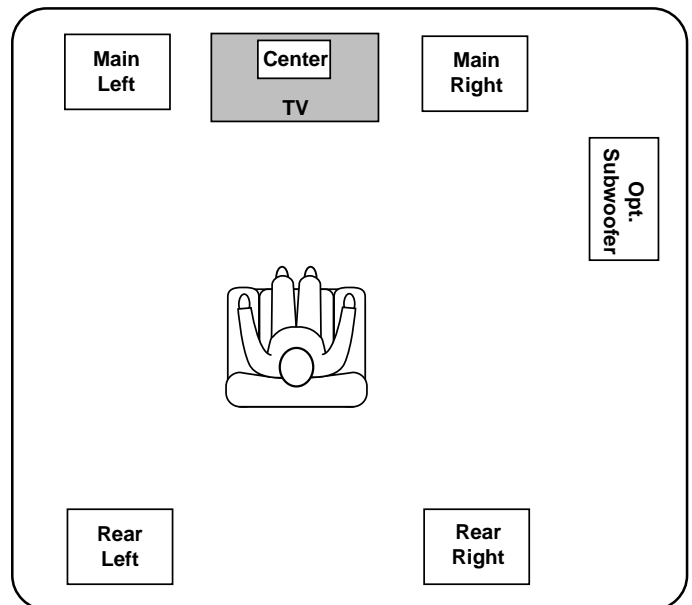 Main
Left
Center
TV
Main
Right
Opt.
Subwoofer
Rear
Left
Rear
Right